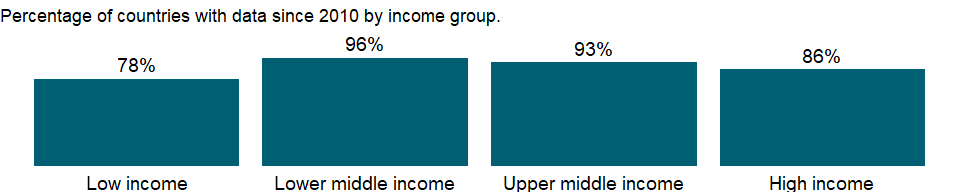 Percentage of countries with data since 2010 by income group.
78%
96%
93%
86%
Low income
Lower middle income
Upper middle income
High income